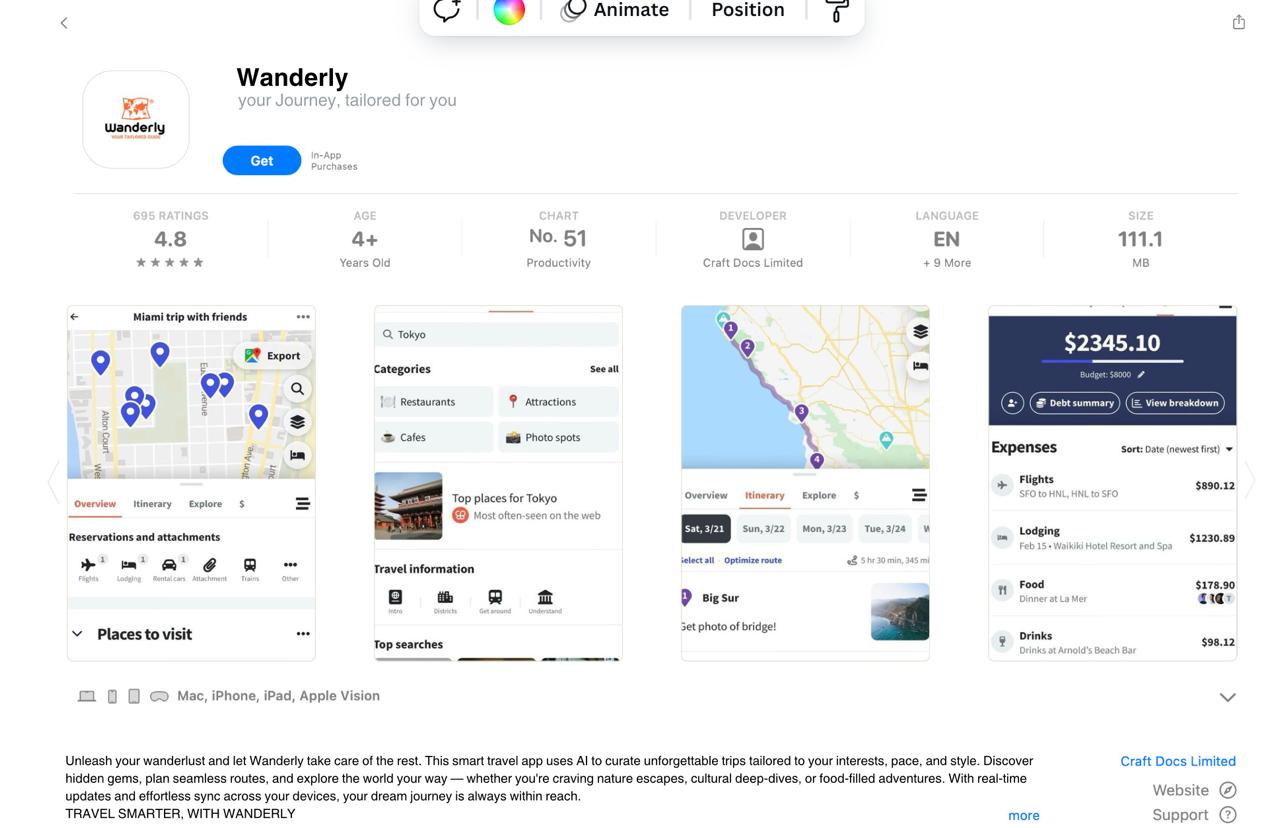 Animate
Position
Wanderly
your Journey, tailored for you
Wanderly
YOUR TAILORED GUIDE
Get
In-App
Purchases
695 RATINGS
4.8
AGE
4+
Years Old
CHART
No. 51
Productivity
DEVELOPER
Craft Docs Limited
LANGUAGE
EN
+ 9 More
SIZE
111.1
MB
Miami trip with friends
Export
Alton Court
Overview
Itinerary
Explore
$
Reservations and attachments
1
1
1
Flights
Lodging
Rental cars
Attachment
Trains
Other
Places to visit
Tokyo
Categories
See all
Restaurants
Attractions
Cafes
Photo spots
Top places for Tokyo
Most often-seen on the web
Travel information
Intro
Districts
Get around
Understand
Top searches
1
2
3
4
Overview
Itinerary
Explore
$
Sat, 3/21
Sun, 3/22
Mon, 3/23
Tue, 3/24
W
Select all · Optimize route
5 hr 30 min, 345 mi
1
Big Sur
Get photo of bridge!
$2345.10
Budget: $8000
Debt summary
View breakdown
Expenses
Sort: Date (newest first)
Flights
SFO to HNL, HNL to SFO
$890.12
Lodging
Feb 15 • Waikiki Hotel Resort and Spa
$1230.89
Food
Dinner at La Mer
$178.90
T
Drinks
Drinks at Arnold's Beach Bar
$98.12
Mac, iPhone, iPad, Apple Vision
Unleash your wanderlust and let Wanderly take care of the rest. This smart travel app uses AI to curate unforgettable trips tailored to your interests, pace, and style. Discover
hidden gems, plan seamless routes, and explore the world your way — whether you're craving nature escapes, cultural deep-dives, or food-filled adventures. With real-time
updates and effortless sync across your devices, your dream journey is always within reach.
TRAVEL SMARTER, WITH WANDERLY
more
Craft Docs Limited
Website
Support